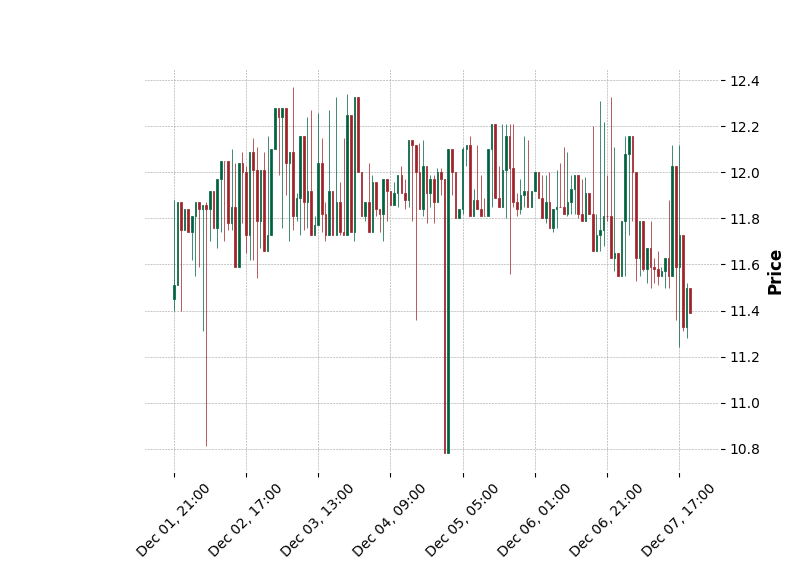 12.4
12.2
12.0
11.8
11.6
11.4
11.2
11.0
10.8
Price
Dec 01, 21:00
Dec 02, 17:00
Dec 03, 13:00
Dec 04, 09:00
Dec 05, 05:00
Dec 06, 01:00
Dec 06, 21:00
Dec 07, 17:00